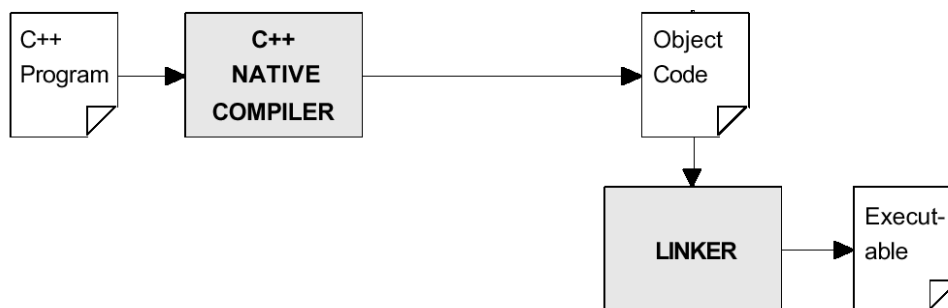 C++
Program
C++
NATIVE
COMPILER
Object
Code
LINKER
Execut-
able